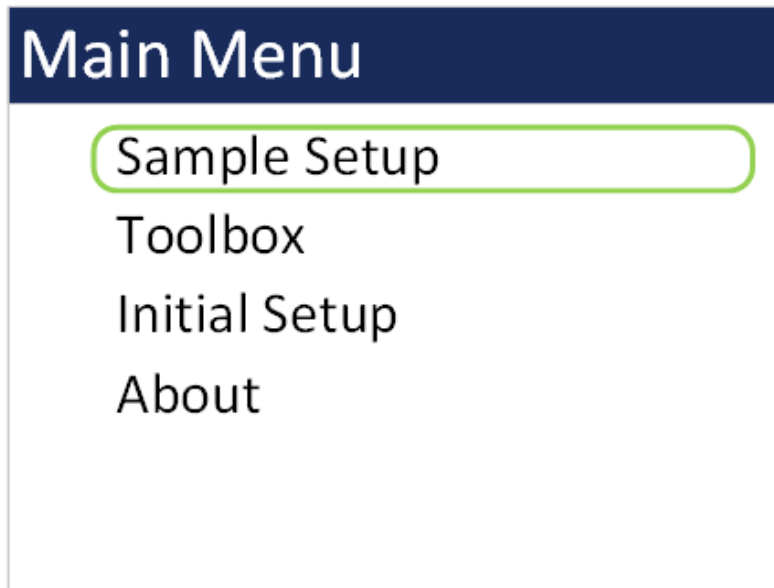 Main Menu
Sample Setup
Toolbox
Initial Setup
About